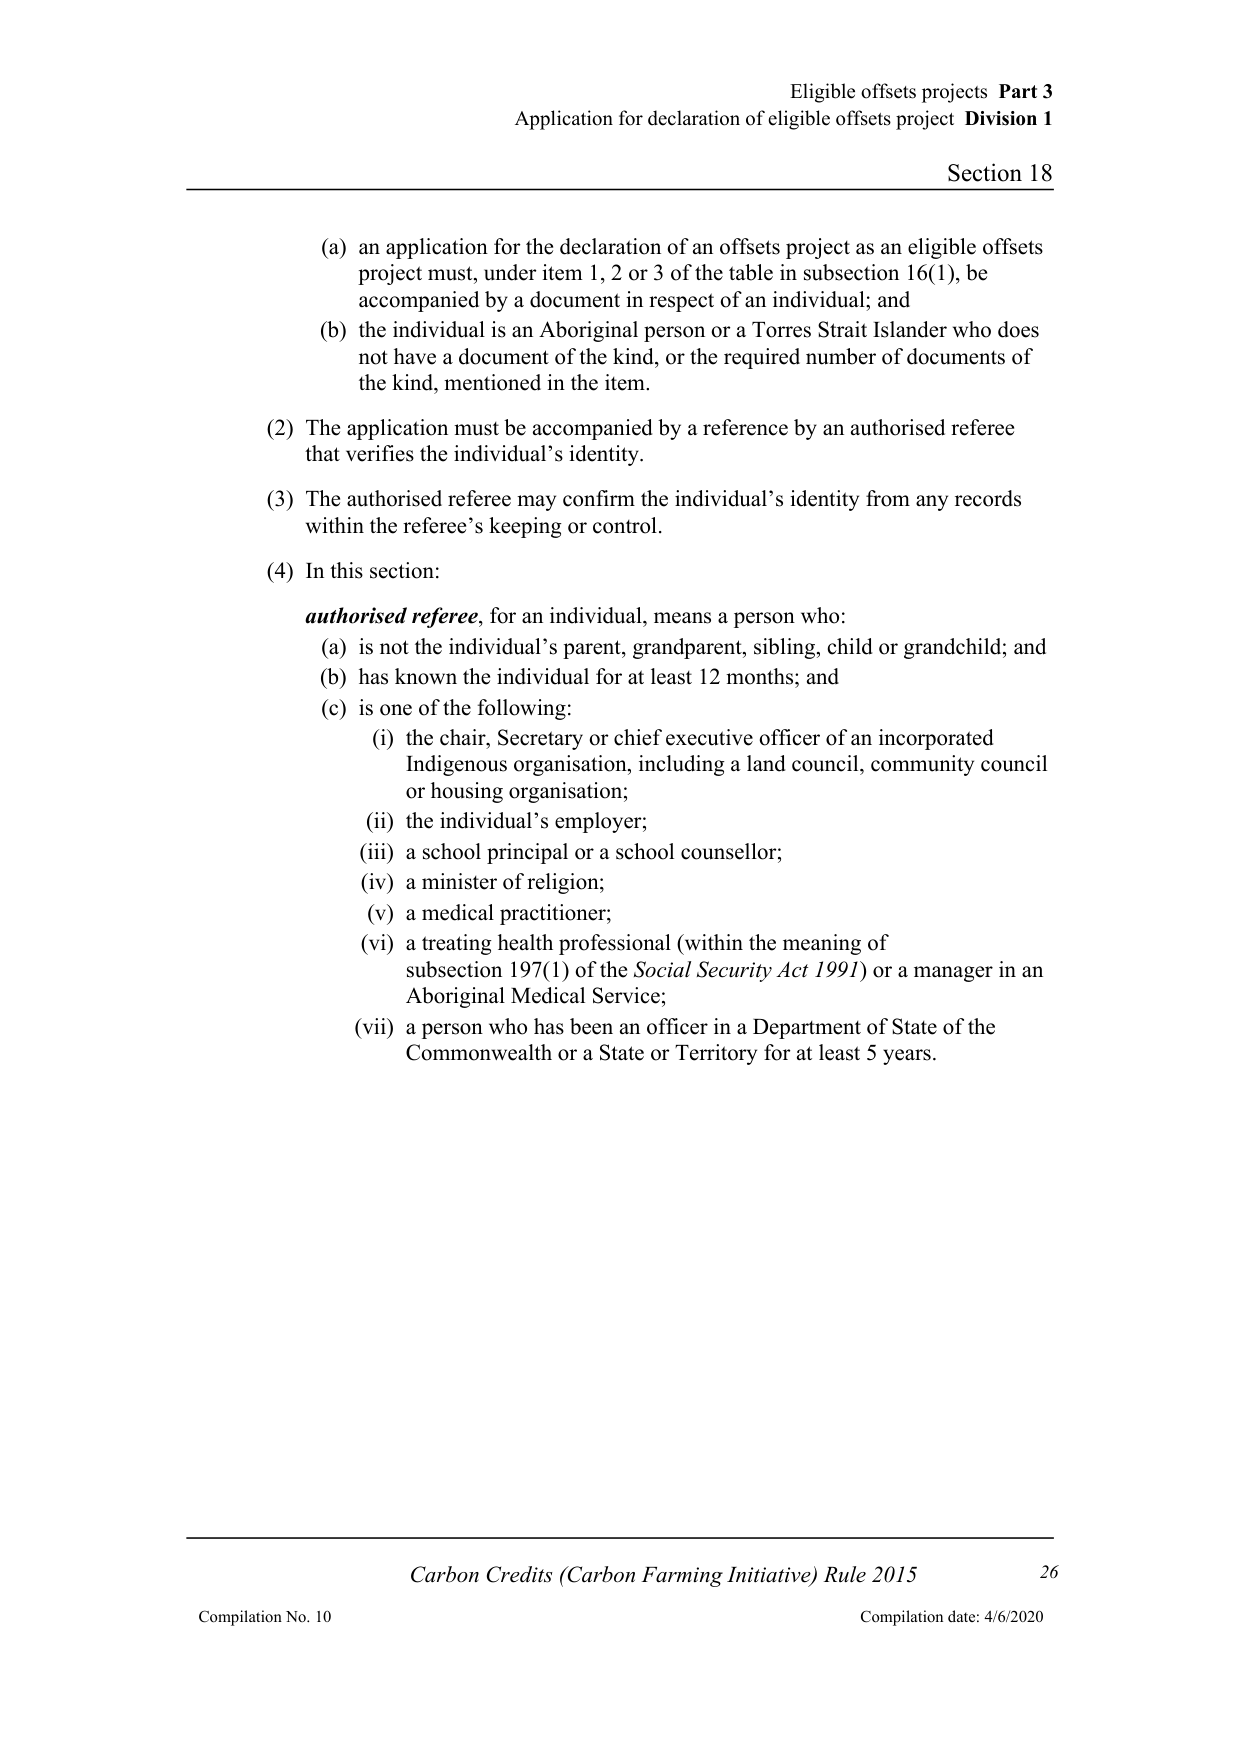 Eligible offsets projects Part 3
Application for declaration of eligible offsets project Division 1
Section 18
(a) an application for the declaration of an offsets project as an eligible offsets
project must, under item 1, 2 or 3 of the table in subsection 16(1), be
accompanied by a document in respect of an individual; and
(b) the individual is an Aboriginal person or a Torres Strait Islander who does
not have a document of the kind, or the required number of documents of
the kind, mentioned in the item.
(2) The application must be accompanied by a reference by an authorised referee
that verifies the individual’s identity.
(3) The authorised referee may confirm the individual’s identity from any records
within the referee’s keeping or control.
(4) In this section:
authorised referee, for an individual, means a person who:
(a) is not the individual’s parent, grandparent, sibling, child or grandchild; and
(b) has known the individual for at least 12 months; and
(c) is one of the following:
(i) the chair, Secretary or chief executive officer of an incorporated
Indigenous organisation, including a land council, community council
or housing organisation;
(ii) the individual’s employer;
(iii) a school principal or a school counsellor;
(iv) a minister of religion;
(v) a medical practitioner;
(vi) a treating health professional (within the meaning of
subsection 197(1) of the Social Security Act 1991) or a manager in an
Aboriginal Medical Service;
(vii) a person who has been an officer in a Department of State of the
Commonwealth or a State or Territory for at least 5 years.
Carbon Credits (Carbon Farming Initiative) Rule 2015 26
Compilation No. 10 Compilation date: 4/6/2020